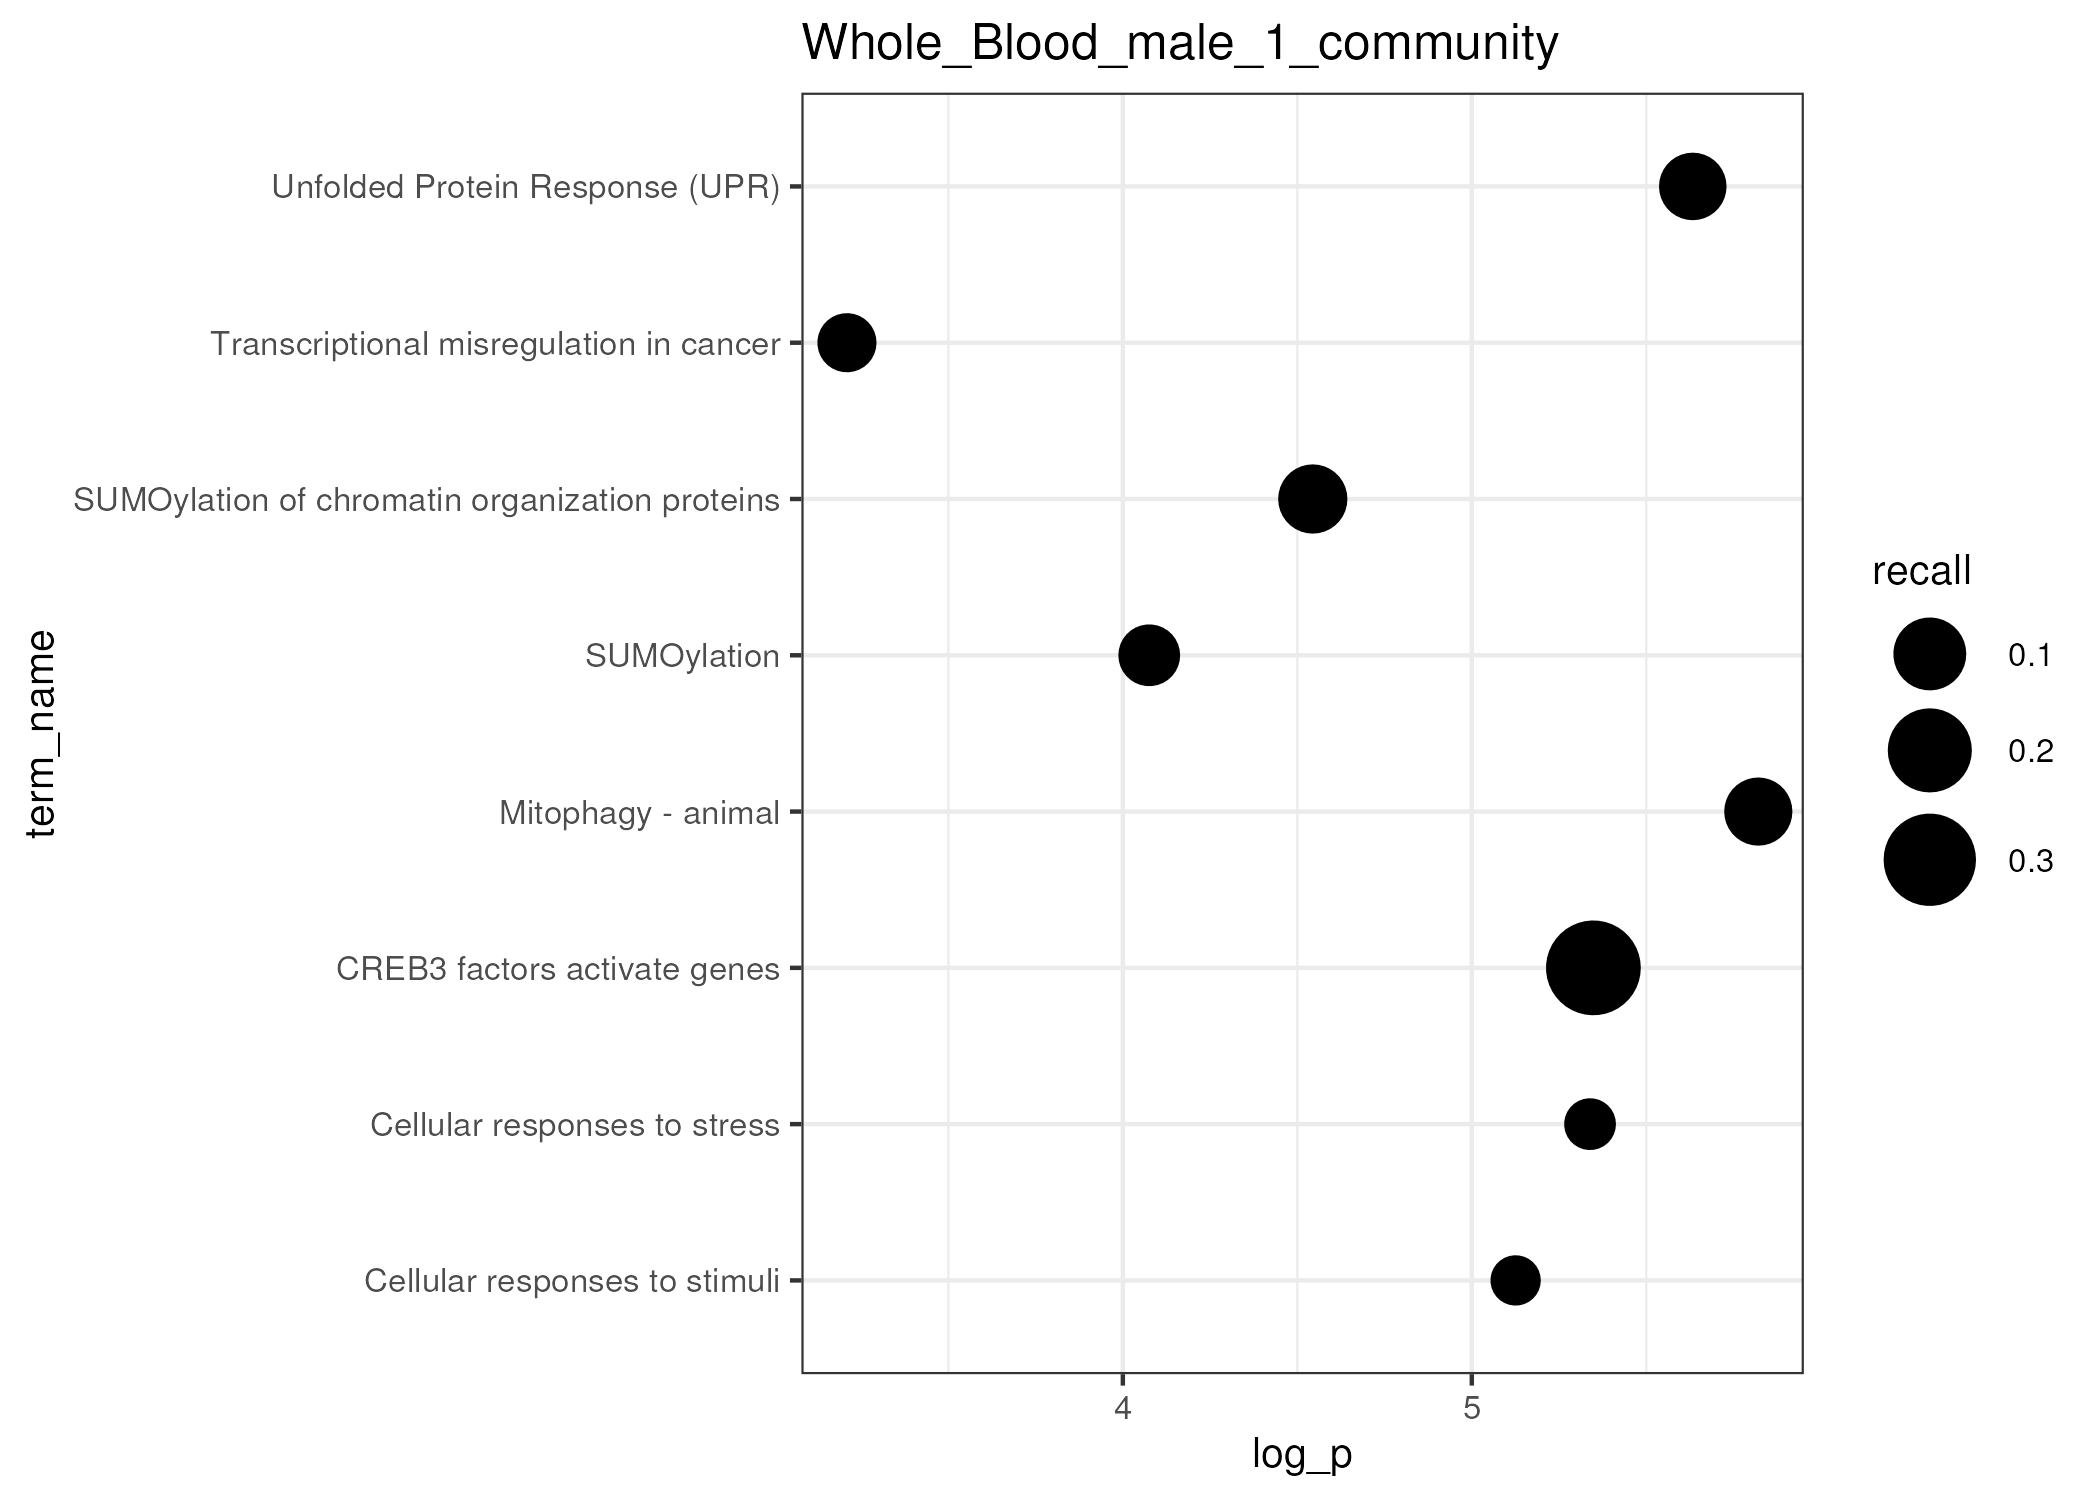 Whole_Blood_male_1_community
Unfolded Protein Response (UPR)
Transcriptional misregulation in cancer
SUMOylation of chromatin organization proteins
SUMOylation
Mitophagy - animal
CREB3 factors activate genes
Cellular responses to stress
Cellular responses to stimuli
term_name
4
5
log_p
recall
0.1
0.2
0.3